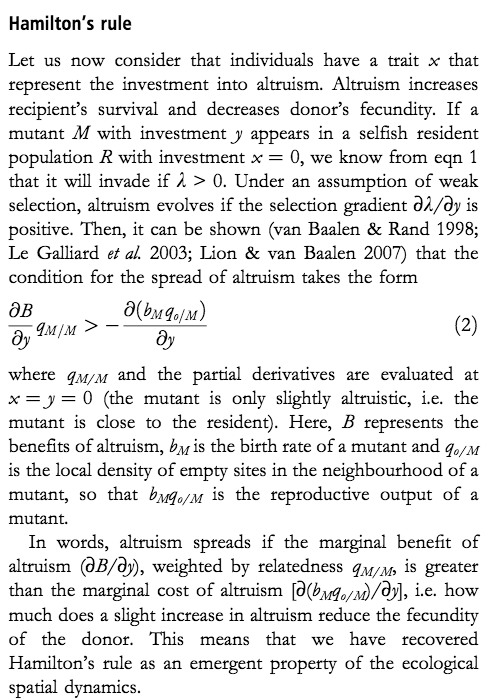 Hamilton's rule
Let us now consider that individuals have a trait x that
represent the investment into altruism. Altruism increases
recipient's survival and decreases donor's fecundity. If a
mutant M with investment y appears in a selfish resident
population R with investment x = 0, we know from eqn 1
that it will invade if λ > 0. Under an assumption of weak
selection, altruism evolves if the selection gradient ∂λ/∂y is
positive. Then, it can be shown (van Baalen & Rand 1998;
Le Galliard et al. 2003; Lion & van Baalen 2007) that the
condition for the spread of altruism takes the form
∂B/∂y q_{M/M} > − ∂(b_M q_{o/M})/∂y (2)
where q_{M/M} and the partial derivatives are evaluated at
x = y = 0 (the mutant is only slightly altruistic, i.e. the
mutant is close to the resident). Here, B represents the
benefits of altruism, b_M is the birth rate of a mutant and q_{o/M}
is the local density of empty sites in the neighbourhood of a
mutant, so that b_M q_{o/M} is the reproductive output of a
mutant.
In words, altruism spreads if the marginal benefit of
altruism (∂B/∂y), weighted by relatedness q_{M/M}, is greater
than the marginal cost of altruism [∂(b_M q_{o/M})/∂y], i.e. how
much does a slight increase in altruism reduce the fecundity
of the donor. This means that we have recovered
Hamilton's rule as an emergent property of the ecological
spatial dynamics.